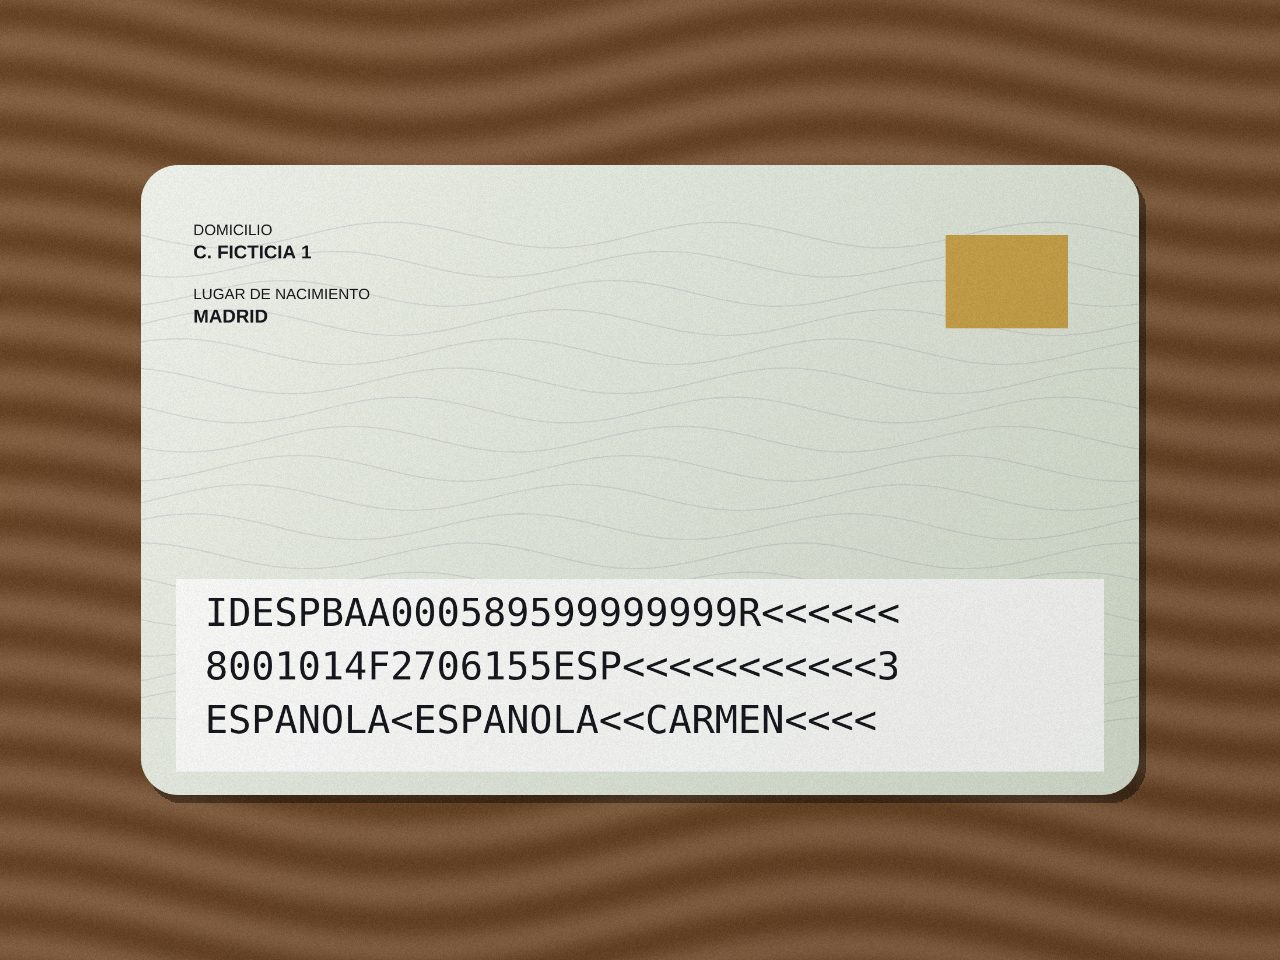 DOMICILIO
C. FICTICIA 1
LUGAR DE NACIMIENTO
MADRID
IDESPBAA000589599999999R<<<<<<
8001014F2706155ESP<<<<<<<<<<<3
ESPANOLA<ESPANOLA<<CARMEN<<<<